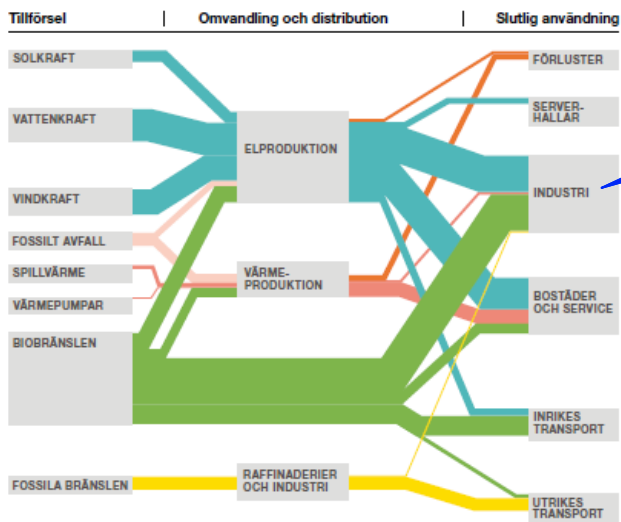 Tillförsel | Omvandling och distribution | Slutlig användning
SOLKRAFT
VATTENKRAFT
VINDKRAFT
FOSSILT AVFALL
SPILLVÄRME
VÄRMEPUMPAR
BIOBRÄNSLEN
FOSSILA BRÄNSLEN
ELPRODUKTION
VÄRME-
PRODUKTION
RAFFINADERIER
OCH INDUSTRI
FÖRLUSTER
SERVER-
HALLAR
INDUSTRI
BOSTÄDER
OCH SERVICE
INRIKES
TRANSPORT
UTRIKES
TRANSPORT